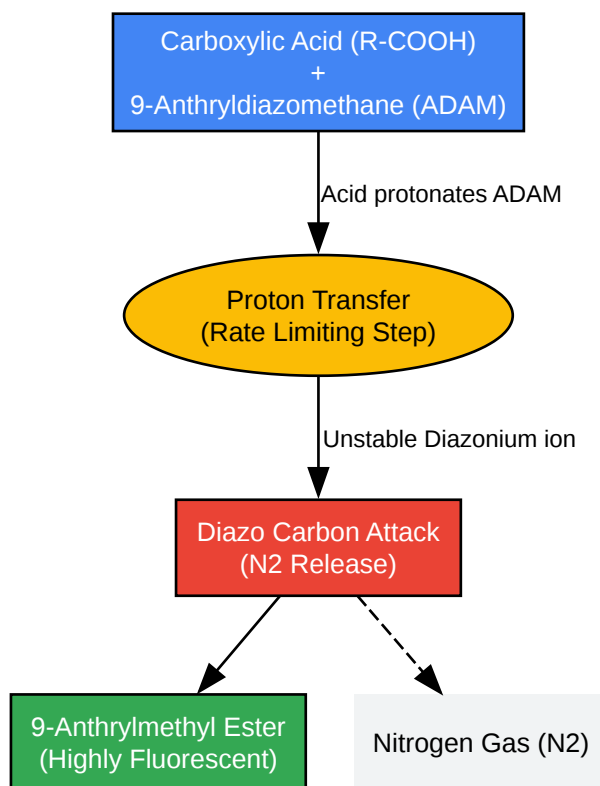 Carboxylic Acid (R-COOH)
+
9-Anthryldiazomethane (ADAM)
Acid protonates ADAM
Proton Transfer
(Rate Limiting Step)
Unstable Diazonium ion
Diazo Carbon Attack
(N2 Release)
9-Anthrylmethyl Ester
(Highly Fluorescent)
Nitrogen Gas (N2)